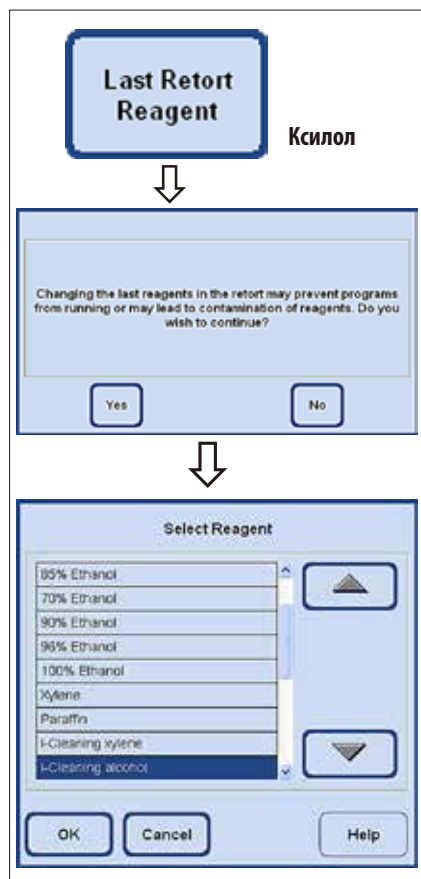 Last Retort
Reagent
Ксилол
Changing the last reagents in the retort may prevent programs
from running or may lead to contamination of reagents. Do you
wish to continue?
Yes
No
Select Reagent
85% Ethanol
70% Ethanol
90% Ethanol
96% Ethanol
100% Ethanol
Xylene
Paraffin
I-Cleaning xylene
I-Cleaning alcohol
OK
Cancel
Help